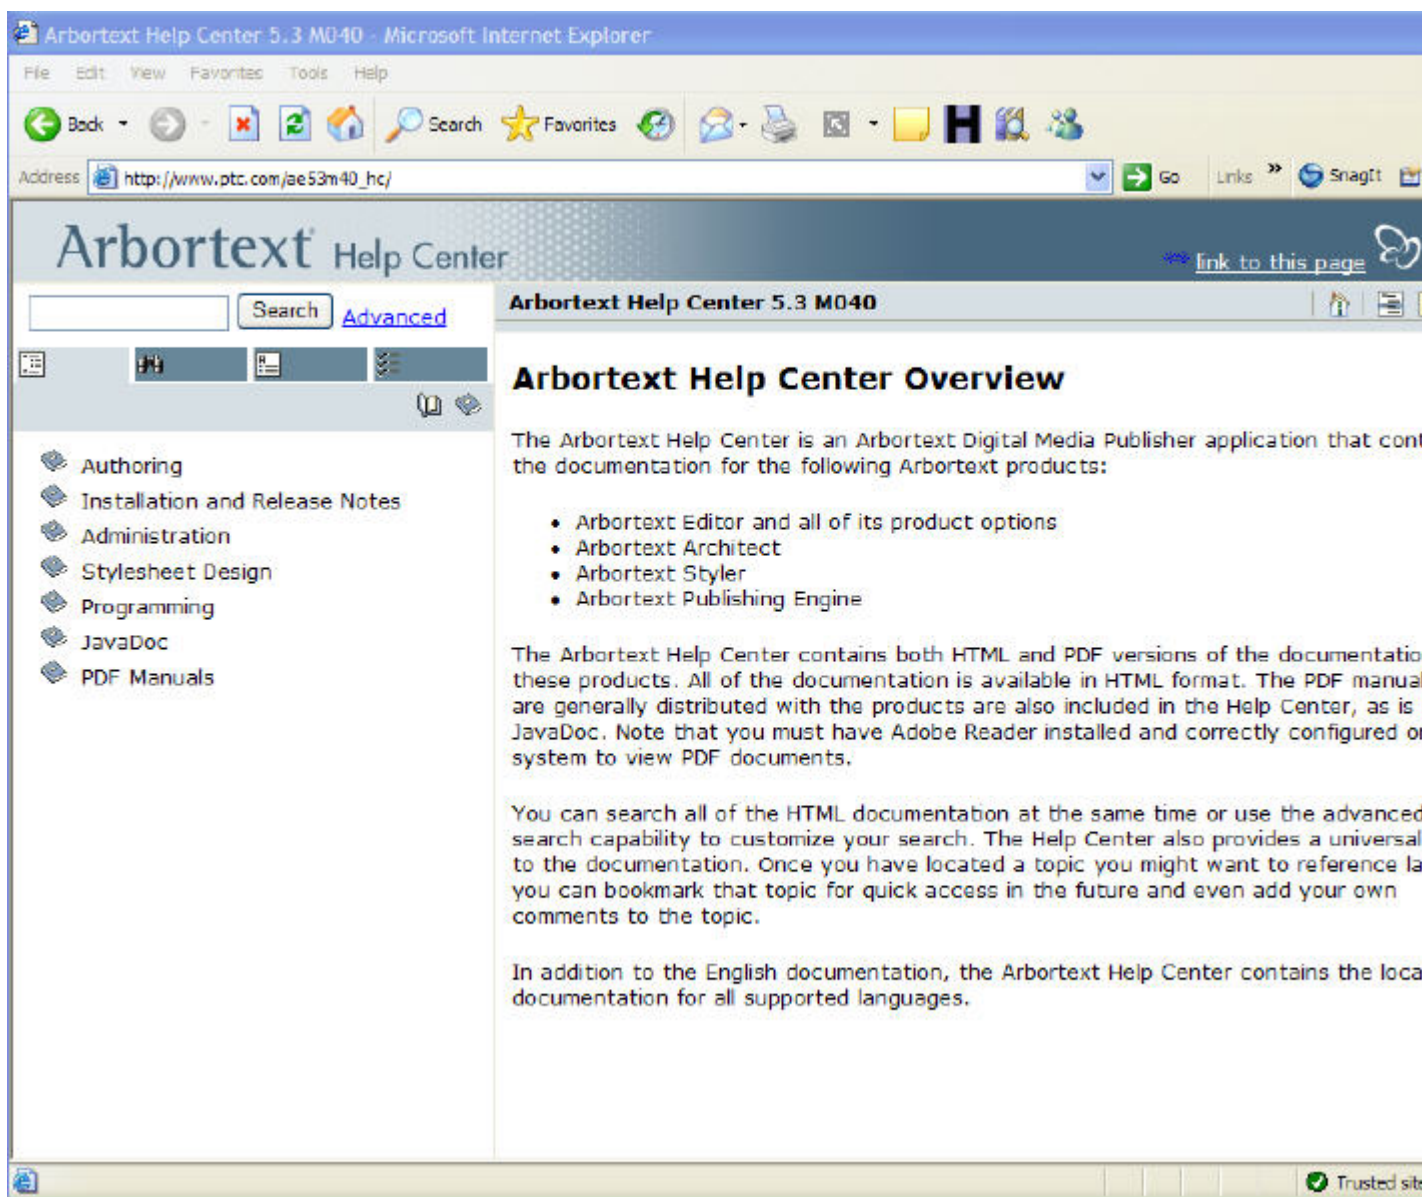 Arbortext Help Center 5.3 M040 - Microsoft Internet Explorer
File Edit View Favorites Tools Help
Back Search Favorites
Address http://www.ptc.com/ae53m40_hc/ Go Links » SnagIt
Arbortext Help Center link to this page
Search Advanced
Arbortext Help Center 5.3 M040
Authoring
Installation and Release Notes
Administration
Stylesheet Design
Programming
JavaDoc
PDF Manuals
Arbortext Help Center Overview
The Arbortext Help Center is an Arbortext Digital Media Publisher application that cont
the documentation for the following Arbortext products:
• Arbortext Editor and all of its product options
• Arbortext Architect
• Arbortext Styler
• Arbortext Publishing Engine
The Arbortext Help Center contains both HTML and PDF versions of the documentatio
these products. All of the documentation is available in HTML format. The PDF manual
are generally distributed with the products are also included in the Help Center, as is
JavaDoc. Note that you must have Adobe Reader installed and correctly configured or
system to view PDF documents.
You can search all of the HTML documentation at the same time or use the advanced
search capability to customize your search. The Help Center also provides a universal
to the documentation. Once you have located a topic you might want to reference la
you can bookmark that topic for quick access in the future and even add your own
comments to the topic.
In addition to the English documentation, the Arbortext Help Center contains the loca
documentation for all supported languages.
Trusted site